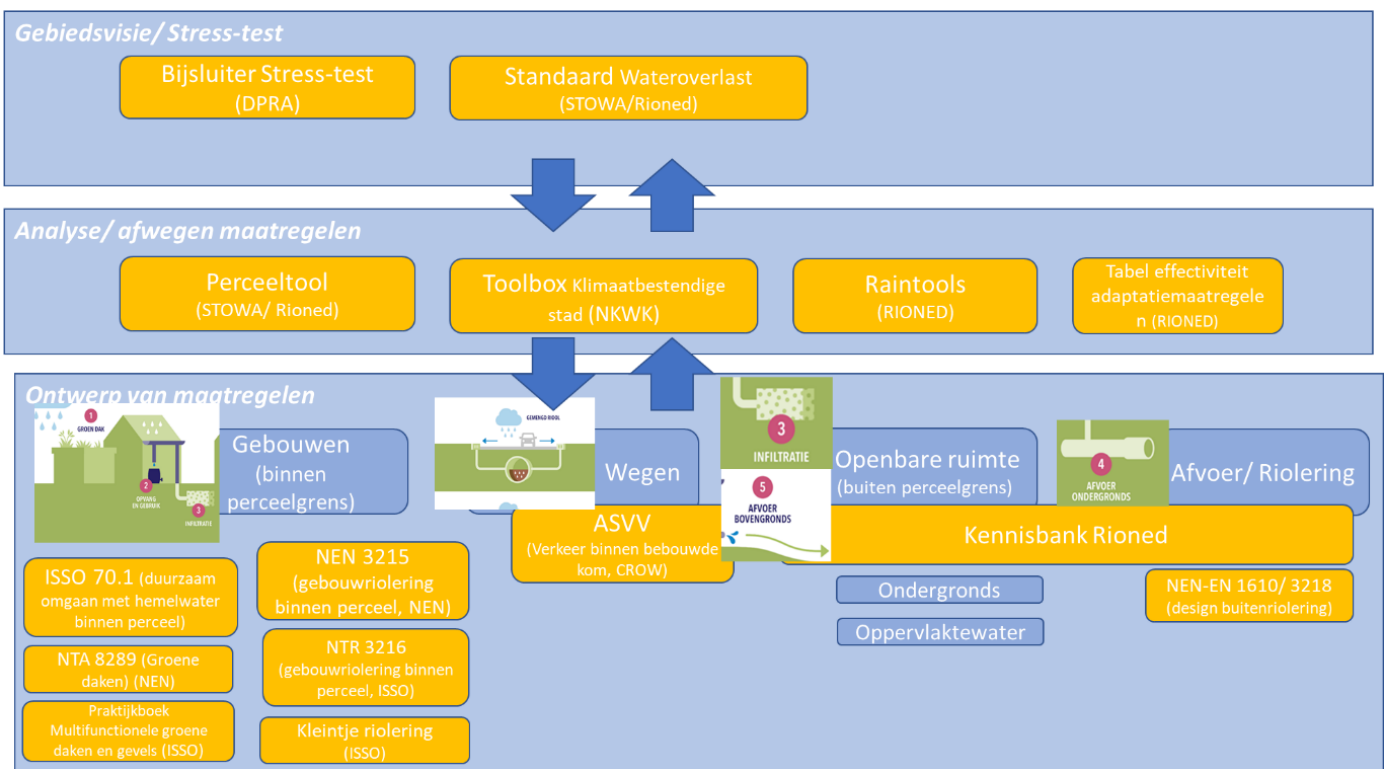 Gebiedsvisie/ Stress-test
Bijsluiter Stress-test
(DPRA)
Standaard Wateroverlast
(STOWA/Rioned)
Analyse/ afwegen maatregelen
Perceeltool
(STOWA/ Rioned)
Toolbox Klimaatbestendige
stad (NKWK)
Raintools
(RIONED)
Tabel effectiviteit
adaptatiemaatregele
n (RIONED)
Ontwerp van maatregelen
1
GROEN DAK
2
OPVANG
EN GEBRUIK
3
INFILTRATIE
Gebouwen
(binnen
perceelgrens)
GEMENGD RIOOL
Wegen
3
INFILTRATIE
5
AFVOER
BOVENGRONDS
Openbare ruimte
(buiten perceelgrens)
4
AFVOER
ONDERGRONDS
Afvoer/ Riolering
ISSO 70.1 (duurzaam
omgaan met hemelwater
binnen perceel)
NTA 8289 (Groene
daken) (NEN)
Praktijkboek
Multifunctionele groene
daken en gevels (ISSO)
NEN 3215
(gebouwriolering
binnen perceel, NEN)
NTR 3216
(gebouwriolering binnen
perceel, ISSO)
Kleintje riolering
(ISSO)
ASVV
(Verkeer binnen bebouwde
kom, CROW)
Kennisbank Rioned
Ondergronds
Oppervlaktewater
NEN-EN 1610/ 3218
(design buitenriolering)